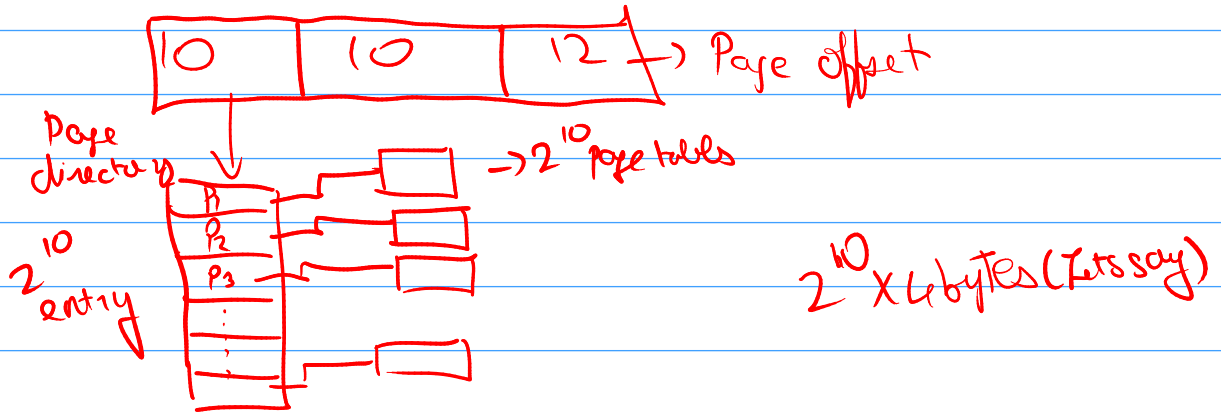 10 10 12 → Page offset
Page
directory
→ 2^10 page tables
P1
P2
2^10
entry
P3
2^10 × 4 bytes (Lets say)